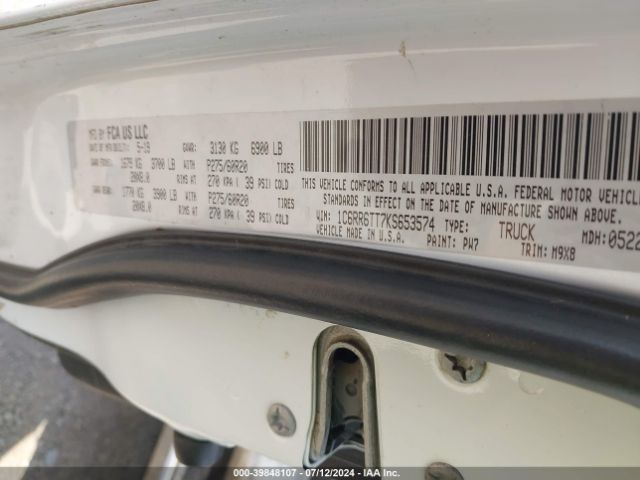 MFD BY FCA US LLC
DATE OF MFR/BUILT: 5-19 GVWR: 3130 KG 6900 LB
GAWR FRONT: 1679 KG 3700 LB WITH P275/60R20 TIRES
20X8.0 RIMS AT 270 KPA ( 39 PSI) COLD
GAWR REAR: 1770 KG 3900 LB WITH P275/60R20 TIRES
20X8.0 RIMS AT 270 KPA ( 39 PSI) COLD
THIS VEHICLE CONFORMS TO ALL APPLICABLE U.S.A. FEDERAL MOTOR VEHICLE
STANDARDS IN EFFECT ON THE DATE OF MANUFACTURE SHOWN ABOVE.
VIN: 1C6RR6TT7KS653574 TYPE: TRUCK MDH: 0522
VEHICLE MADE IN U.S.A. PAINT: PW7 TRIM: M9X8
000-39848107 - 07/12/2024 - IAA Inc.